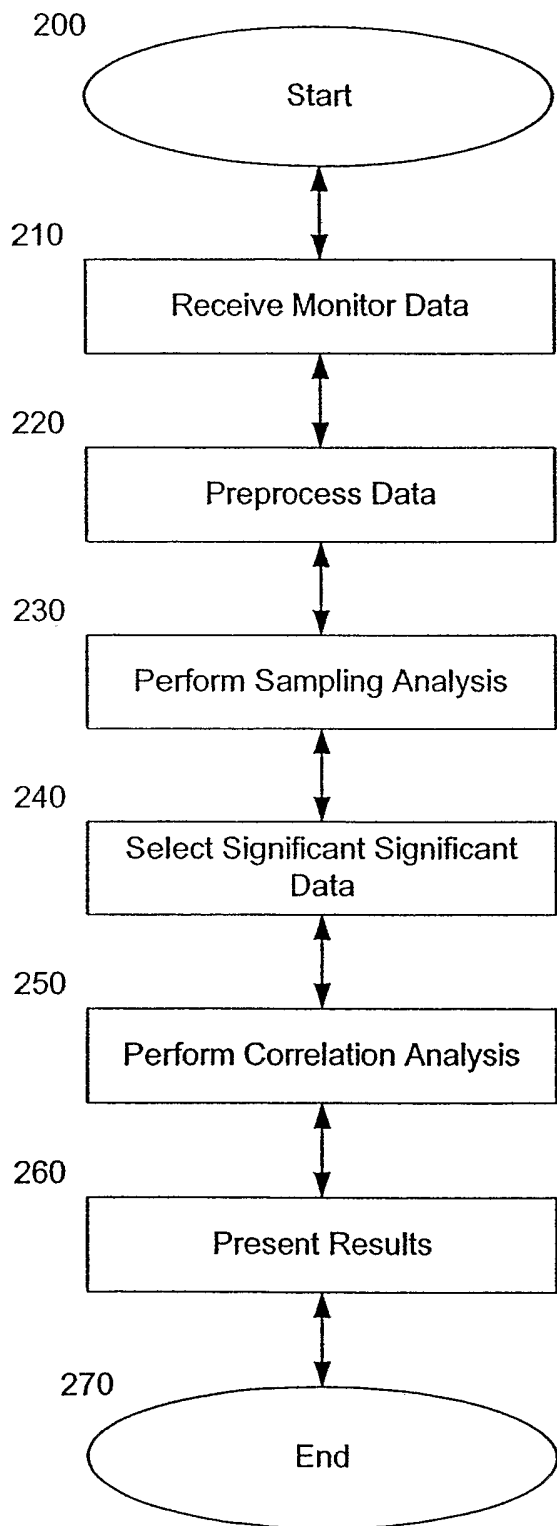 200
Start
210
Receive Monitor Data
220
Preprocess Data
230
Perform Sampling Analysis
240
Select Significant Significant
Data
250
Perform Correlation Analysis
260
Present Results
270
End